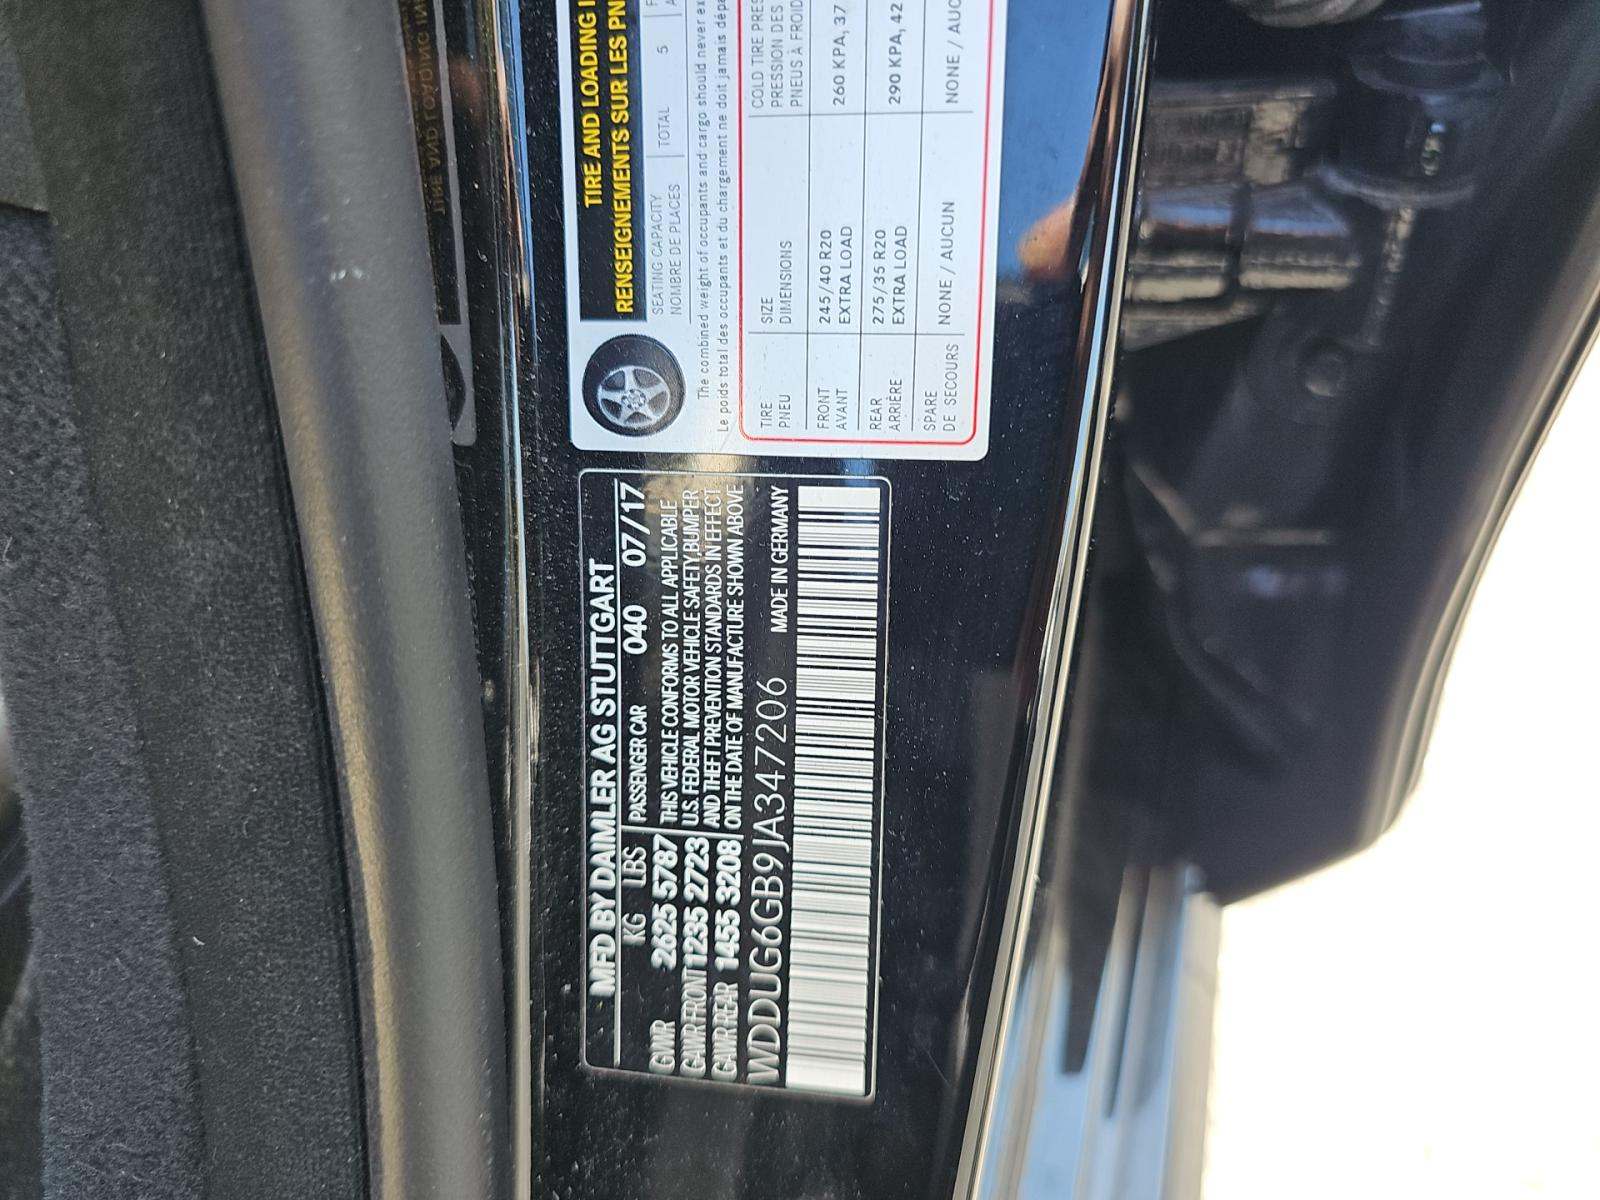 MFD BY DAIMLER AG STUTTGART
KG LBS PASSENGER CAR 040 07/17
GVWR 2625 5787 THIS VEHICLE CONFORMS TO ALL APPLICABLE
GAWR FRONT 1235 2723 U.S. FEDERAL MOTOR VEHICLE SAFETY, BUMPER
GAWR REAR 1455 3208 AND THEFT PREVENTION STANDARDS IN EFFECT
ON THE DATE OF MANUFACTURE SHOWN ABOVE
WDDUG6GB9JA347206 MADE IN GERMANY
TIRE AND LOADING
RENSEIGNEMENTS SUR LES
SEATING CAPACITY
NOMBRE DE PLACES
TOTAL 5
The combined weight of occupants and cargo should never
Le poids total des occupants et du chargement ne doit jamais
TIRE SIZE COLD TIRE
PNEU DIMENSIONS PRESSION DES
PNEUS À FROID
FRONT 245/40 R20 260 KPA, 37
AVANT EXTRA LOAD
REAR 275/35 R20 290 KPA, 42
ARRIÈRE EXTRA LOAD
SPARE NONE / AUCUN NONE /
DE SECOURS